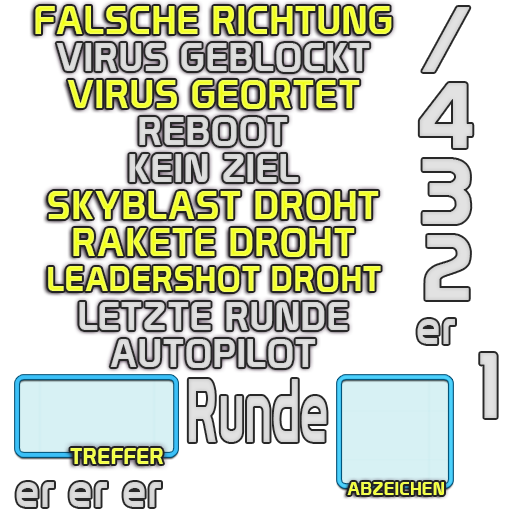 FALSCHE RICHTUNG
VIRUS GEBLOCKT
VIRUS GEORTET
REBOOT
KEIN ZIEL
SKYBLAST DROHT
RAKETE DROHT
LEADERSHOT DROHT
LETZTE RUNDE
AUTOPILOT
/
4
3
2
er
1
Runde
TREFFER
ABZEICHEN
er er er